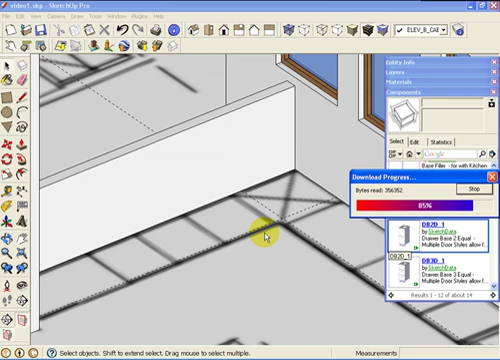 video1.skp - SketchUp Pro
File Edit View Camera Draw Tools Window Plugins Help
ELEV_B_CAE
Entity Info
Layers
Materials
Components
Select Edit Statistics
Google
Base Filler - for with Kitchen
Download Progress...
Bytes read: 356352
Stop
85%
DB2D_1
by SketchData
Drawer Base 2 Equal -
Multiple Door Styles allow f...
DB2D_1
DB3D_1
by SketchData
Drawer Base 3 Equal -
Multiple Door Styles allow f...
Results 1 - 12 of about 14
Select objects. Shift to extend select. Drag mouse to select multiple.
Measurements